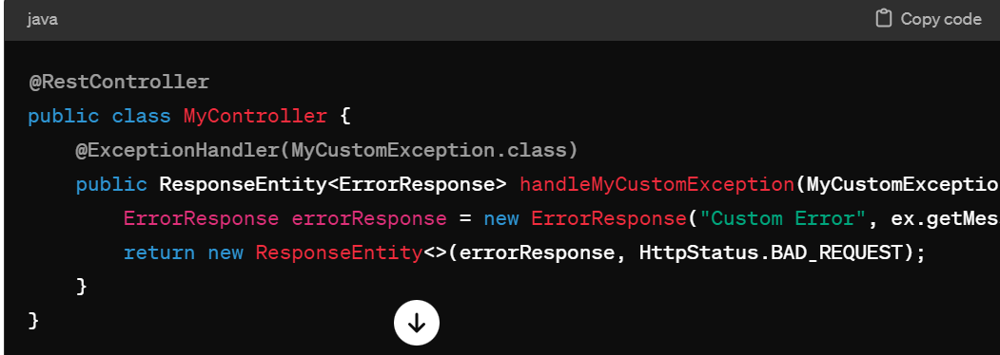 java Copy code
@RestController
public class MyController {
@ExceptionHandler(MyCustomException.class)
public ResponseEntity<ErrorResponse> handleMyCustomException(MyCustomExceptio
ErrorResponse errorResponse = new ErrorResponse("Custom Error", ex.getMes
return new ResponseEntity<>(errorResponse, HttpStatus.BAD_REQUEST);
}
}